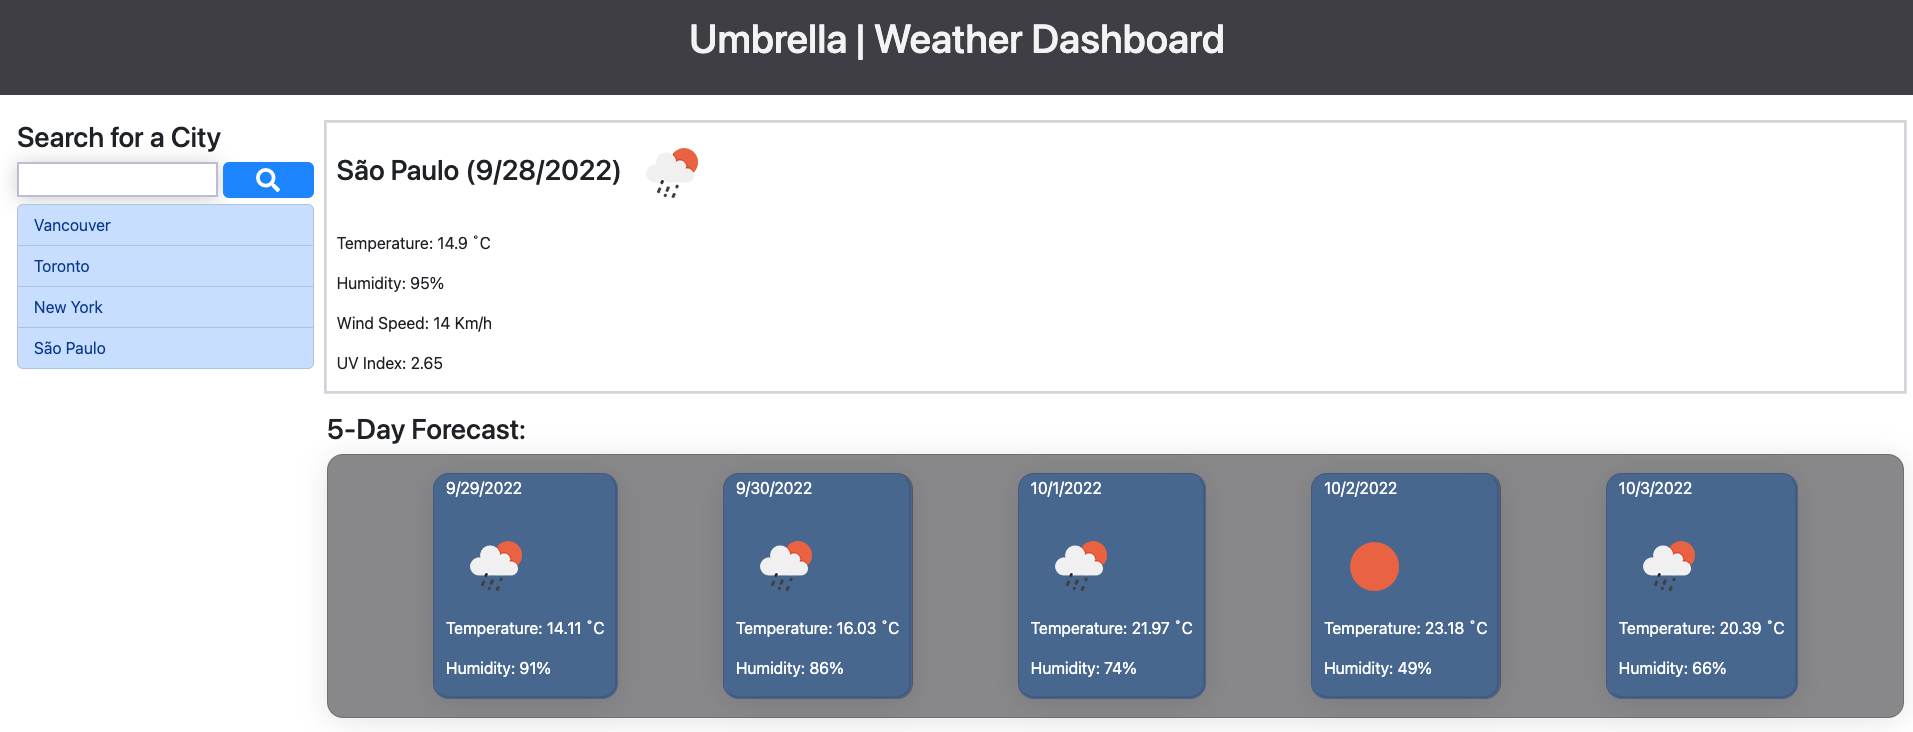 Umbrella | Weather Dashboard
Search for a City
Vancouver
Toronto
New York
São Paulo
São Paulo (9/28/2022)
Temperature: 14.9 ˚C
Humidity: 95%
Wind Speed: 14 Km/h
UV Index: 2.65
5-Day Forecast:
9/29/2022
Temperature: 14.11 ˚C
Humidity: 91%
9/30/2022
Temperature: 16.03 ˚C
Humidity: 86%
10/1/2022
Temperature: 21.97 ˚C
Humidity: 74%
10/2/2022
Temperature: 23.18 ˚C
Humidity: 49%
10/3/2022
Temperature: 20.39 ˚C
Humidity: 66%